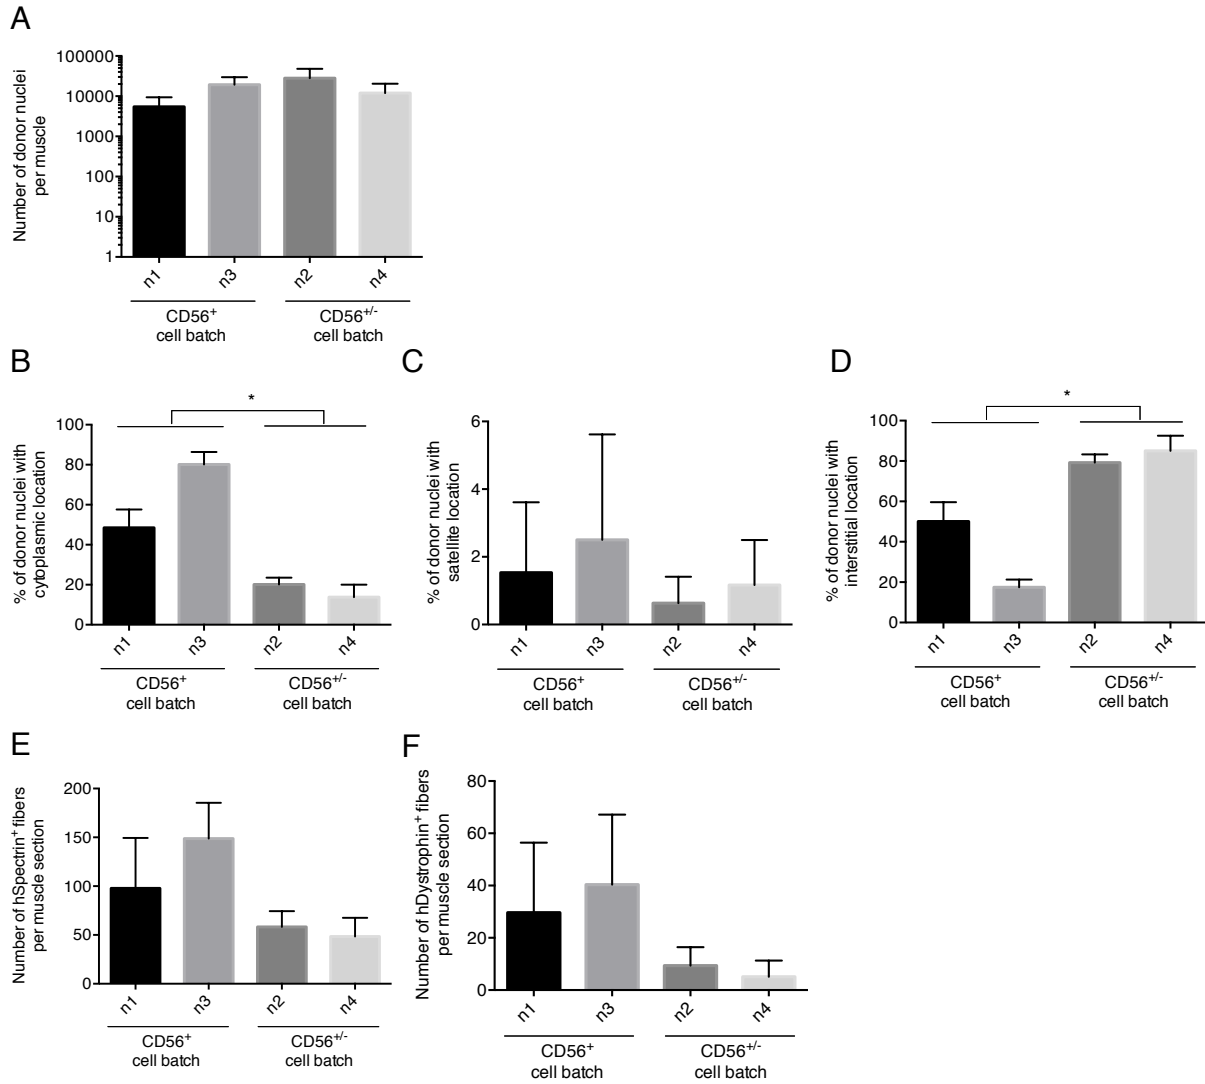 A
Number of donor nuclei
per muscle
100000
10000
1000
100
10
1
n1
n3
n2
n4
CD56+
cell batch
CD56+/-
cell batch
B
% of donor nuclei with
cytoplasmic location
*
100
80
60
40
20
0
n1
n3
n2
n4
CD56+
cell batch
CD56+/-
cell batch
C
% of donor nuclei with
satellite location
6
4
2
0
n1
n3
n2
n4
CD56+
cell batch
CD56+/-
cell batch
D
% of donor nuclei with
interstitial location
*
100
80
60
40
20
0
n1
n3
n2
n4
CD56+
cell batch
CD56+/-
cell batch
E
Number of hSpectrin+ fibers
per muscle section
200
150
100
50
0
n1
n3
n2
n4
CD56+
cell batch
CD56+/-
cell batch
F
Number of hDystrophin+ fibers
per muscle section
80
60
40
20
0
n1
n3
n2
n4
CD56+
cell batch
CD56+/-
cell batch